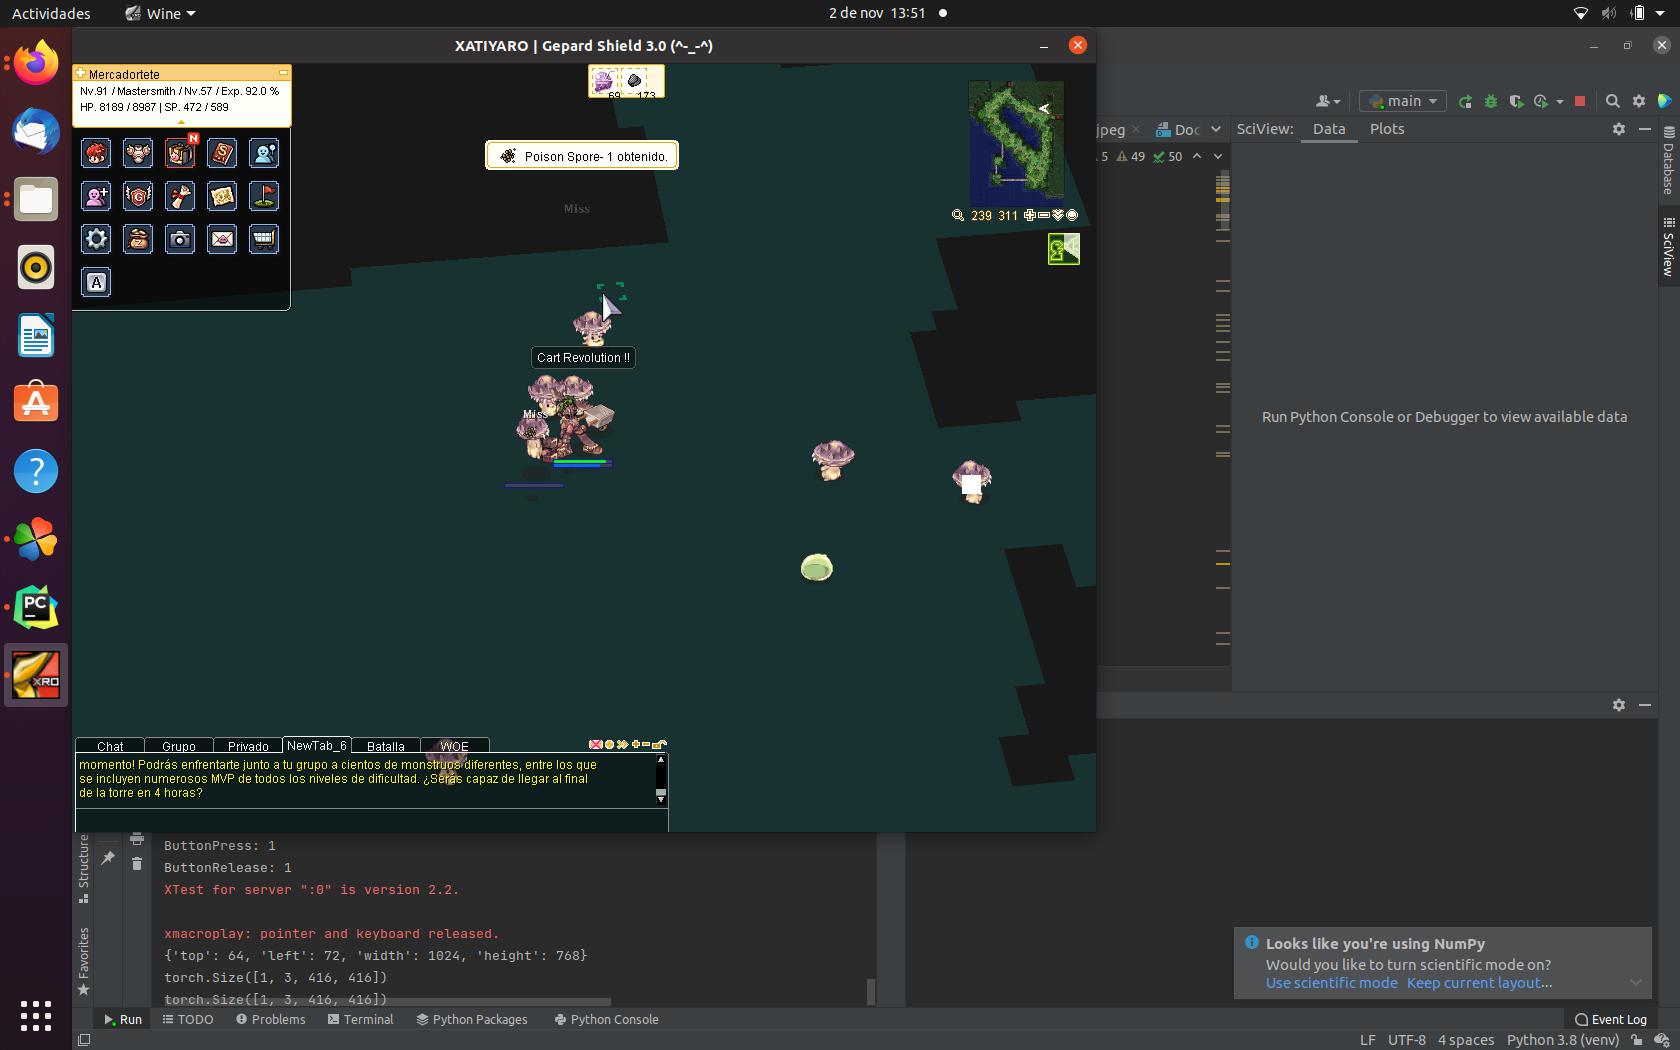 Actividades
Wine
2 de nov 13:51
XATIYARO | Gepard Shield 3.0 (^-_-^)
Mercadortete
Nv.91 / Mastersmith / Nv.57 / Exp. 92.0 %
HP. 8189 / 8987 | SP. 472 / 589
N
A
69 173
Poison Spore- 1 obtenido.
Miss
239 311
Cart Revolution !!
Miss
Chat
Grupo
Privado
NewTab_6
Batalla
WOE
momento! Podrás enfrentarte junto a tu grupo a cientos de monstruos diferentes, entre los que
se incluyen numerosos MVP de todos los niveles de dificultad. ¿Serás capaz de llegar al final
de la torre en 4 horas?
main
jpeg
Doc
SciView:
Data
Plots
5 49 50
Database
SciView
Run Python Console or Debugger to view available data
PC
XRO
Structure
Favorites
ButtonPress: 1
ButtonRelease: 1
XTest for server ":0" is version 2.2.
xmacroplay: pointer and keyboard released.
{'top': 64, 'left': 72, 'width': 1024, 'height': 768}
torch.Size([1, 3, 416, 416])
torch.Size([1, 3, 416, 416])
Looks like you're using NumPy
Would you like to turn scientific mode on?
Use scientific mode Keep current layout...
Run
TODO
Problems
Terminal
Python Packages
Python Console
Event Log
LF UTF-8 4 spaces Python 3.8 (venv)